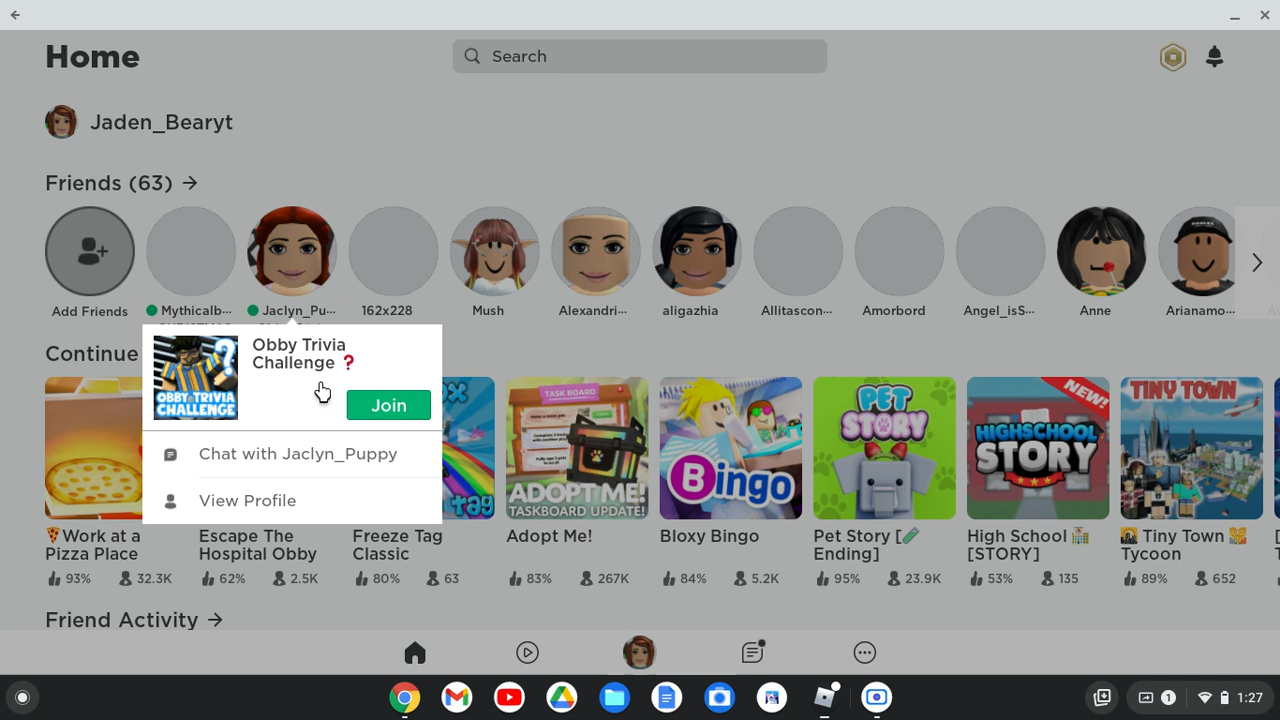 Home
Search
Jaden_Bearyt
Friends (63)
Add Friends
Mythicalb...
Jaclyn_Pu...
162x228
Mush
Alexandri...
aligazhia
Allitascon...
Amorbord
Angel_isS...
Anne
Arianamo...
Continue
Obby Trivia
Challenge❓
OBBY TRIVIA
CHALLENGE
Join
Chat with Jaclyn_Puppy
View Profile
TASK BOARD
ADOPT ME!
TASKBOARD UPDATE!
Bingo
PET
STORY
NEW!
HIGHSCHOOL
STORY
TINY TOWN
🍕Work at a
Pizza Place
93% 32.3K
Escape The
Hospital Obby
62% 2.5K
Freeze Tag
Classic
80% 63
Adopt Me!
83% 267K
Bloxy Bingo
84% 5.2K
Pet Story [🧪
Ending]
95% 23.9K
High School 🏫
[STORY]
53% 135
🌇 Tiny Town 🌇
Tycoon
89% 652
Friend Activity
1 1:27